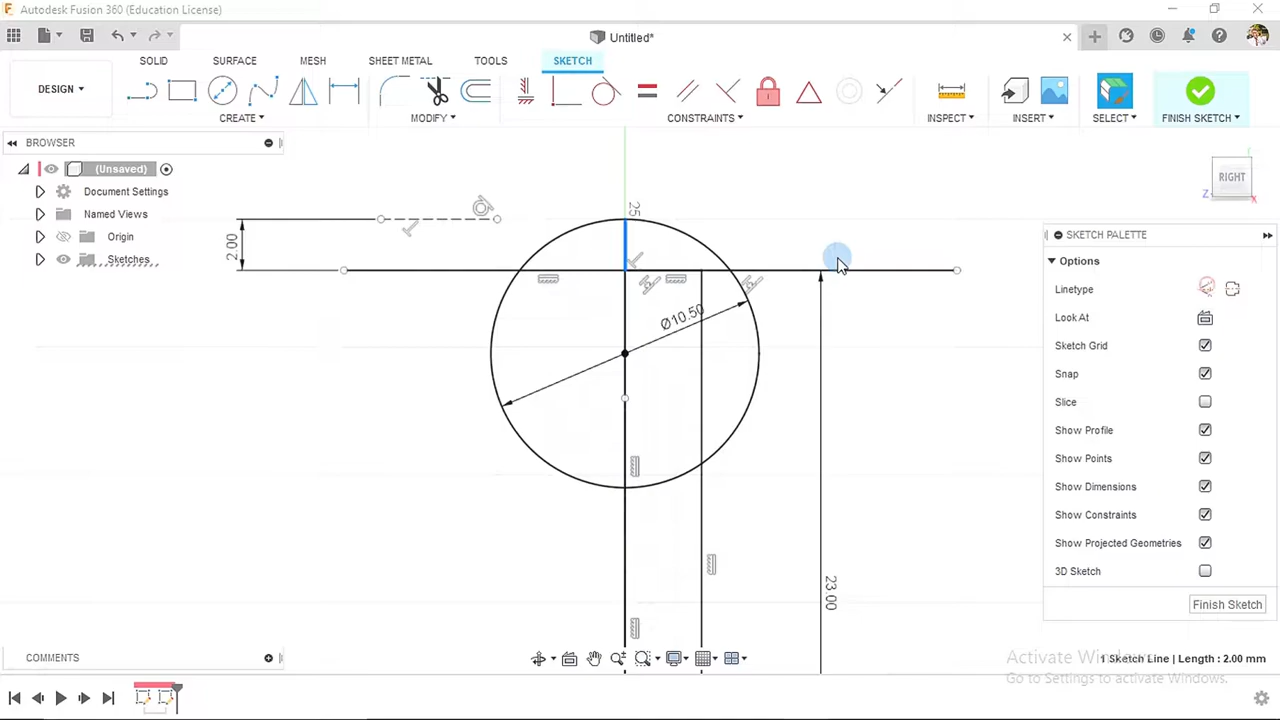 Autodesk Fusion 360 (Education License)
Untitled*
SOLID SURFACE MESH SHEET METAL TOOLS SKETCH
DESIGN
CREATE MODIFY CONSTRAINTS INSPECT INSERT SELECT FINISH SKETCH
BROWSER
(Unsaved)
Document Settings
Named Views
Origin
Sketches
RIGHT
Z
X
Y
25
2.00
Ø10.50
23.00
SKETCH PALETTE
Options
Linetype
Look At
Sketch Grid
Snap
Slice
Show Profile
Show Points
Show Dimensions
Show Constraints
Show Projected Geometries
3D Sketch
Finish Sketch
COMMENTS
Activate Windows
1 Sketch Line | Length : 2.00 mm
Go to Settings to activate Windows.